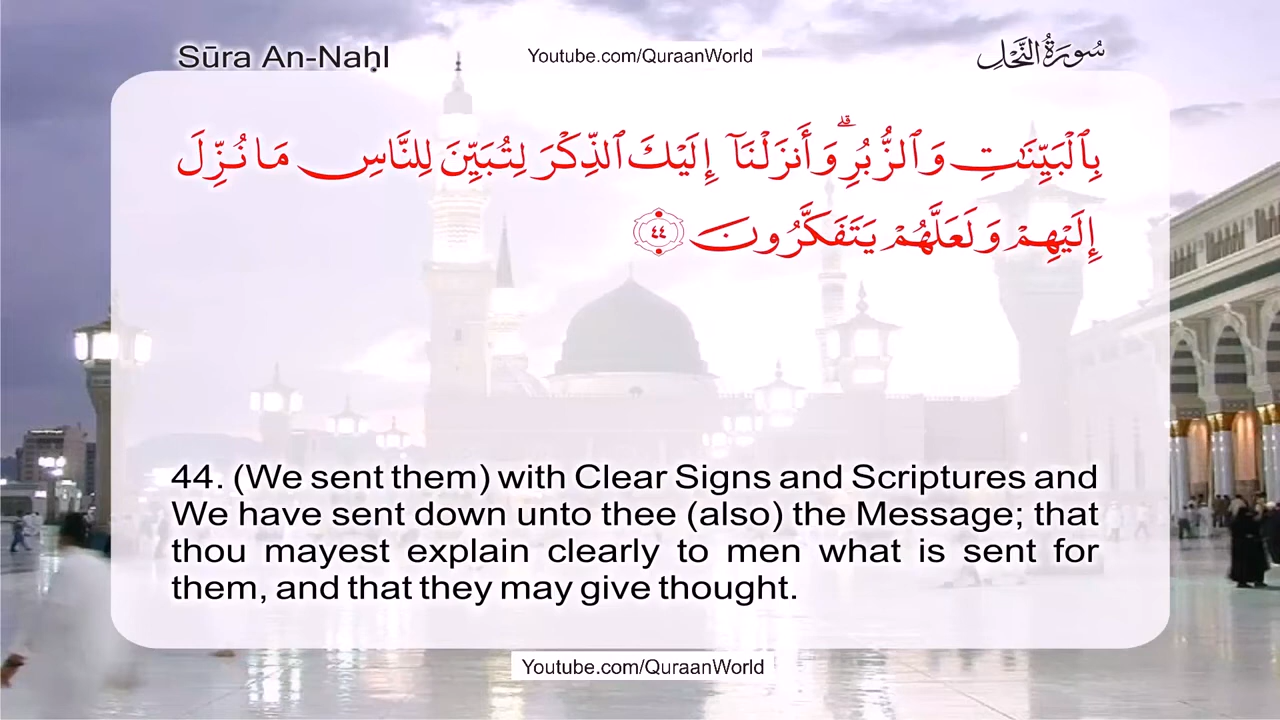 Sūra An-Naḥl
Youtube.com/QuraanWorld
سُورَةُ النَّحْلِ
بِٱلْبَيِّنَـٰتِ وَٱلزُّبُرِ ۗ وَأَنزَلْنَآ إِلَيْكَ ٱلذِّكْرَ لِتُبَيِّنَ لِلنَّاسِ مَا نُزِّلَ
إِلَيْهِمْ وَلَعَلَّهُمْ يَتَفَكَّرُونَ ٤٤
44. (We sent them) with Clear Signs and Scriptures and
We have sent down unto thee (also) the Message; that
thou mayest explain clearly to men what is sent for
them, and that they may give thought.
Youtube.com/QuraanWorld